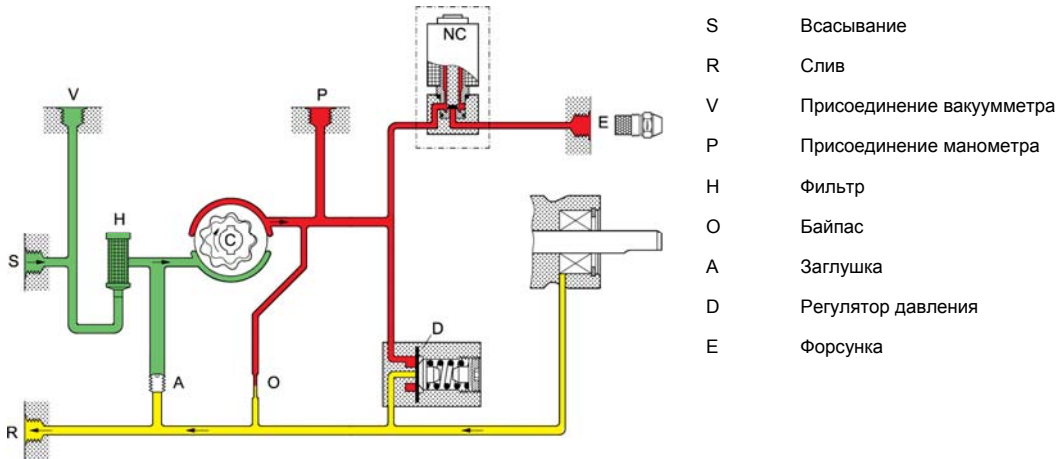 NC
V
P
E
H
C
S
D
A
O
R
S Всасывание
R Слив
V Присоединение вакуумметра
P Присоединение манометра
H Фильтр
O Байпас
A Заглушка
D Регулятор давления
E Форсунка